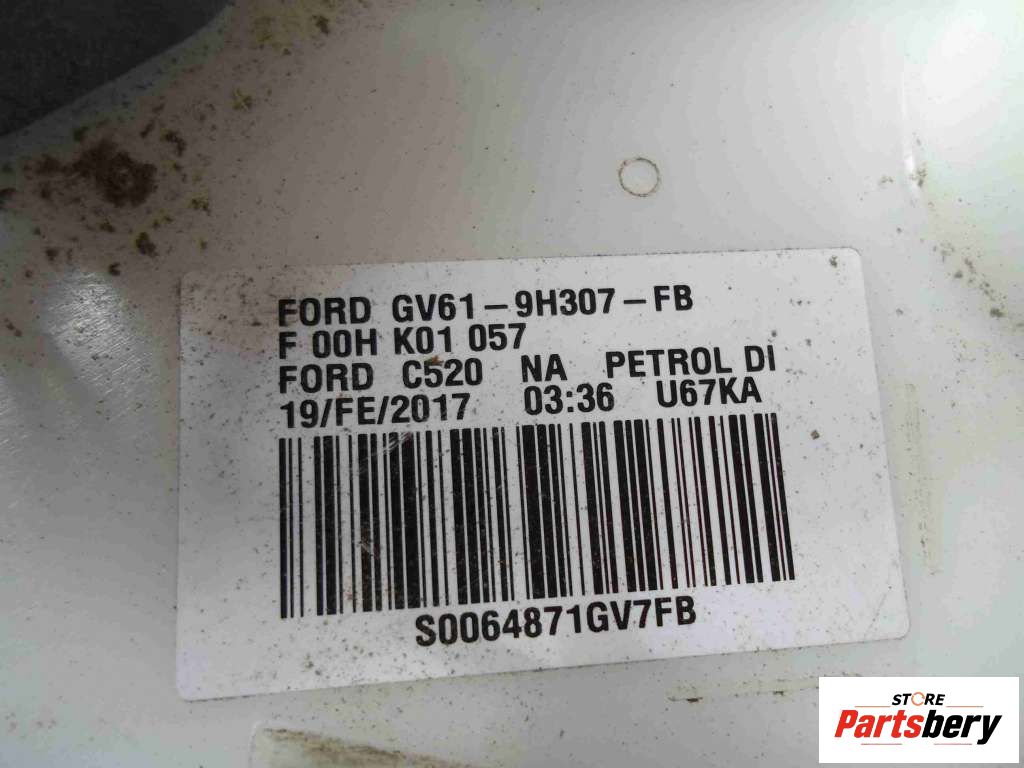 FORD GV61-9H307-FB
F 00H K01 057
FORD C520 NA PETROL DI
19/FE/2017 03:36 U67KA
S0064871GV7FB
STORE
Partsbery